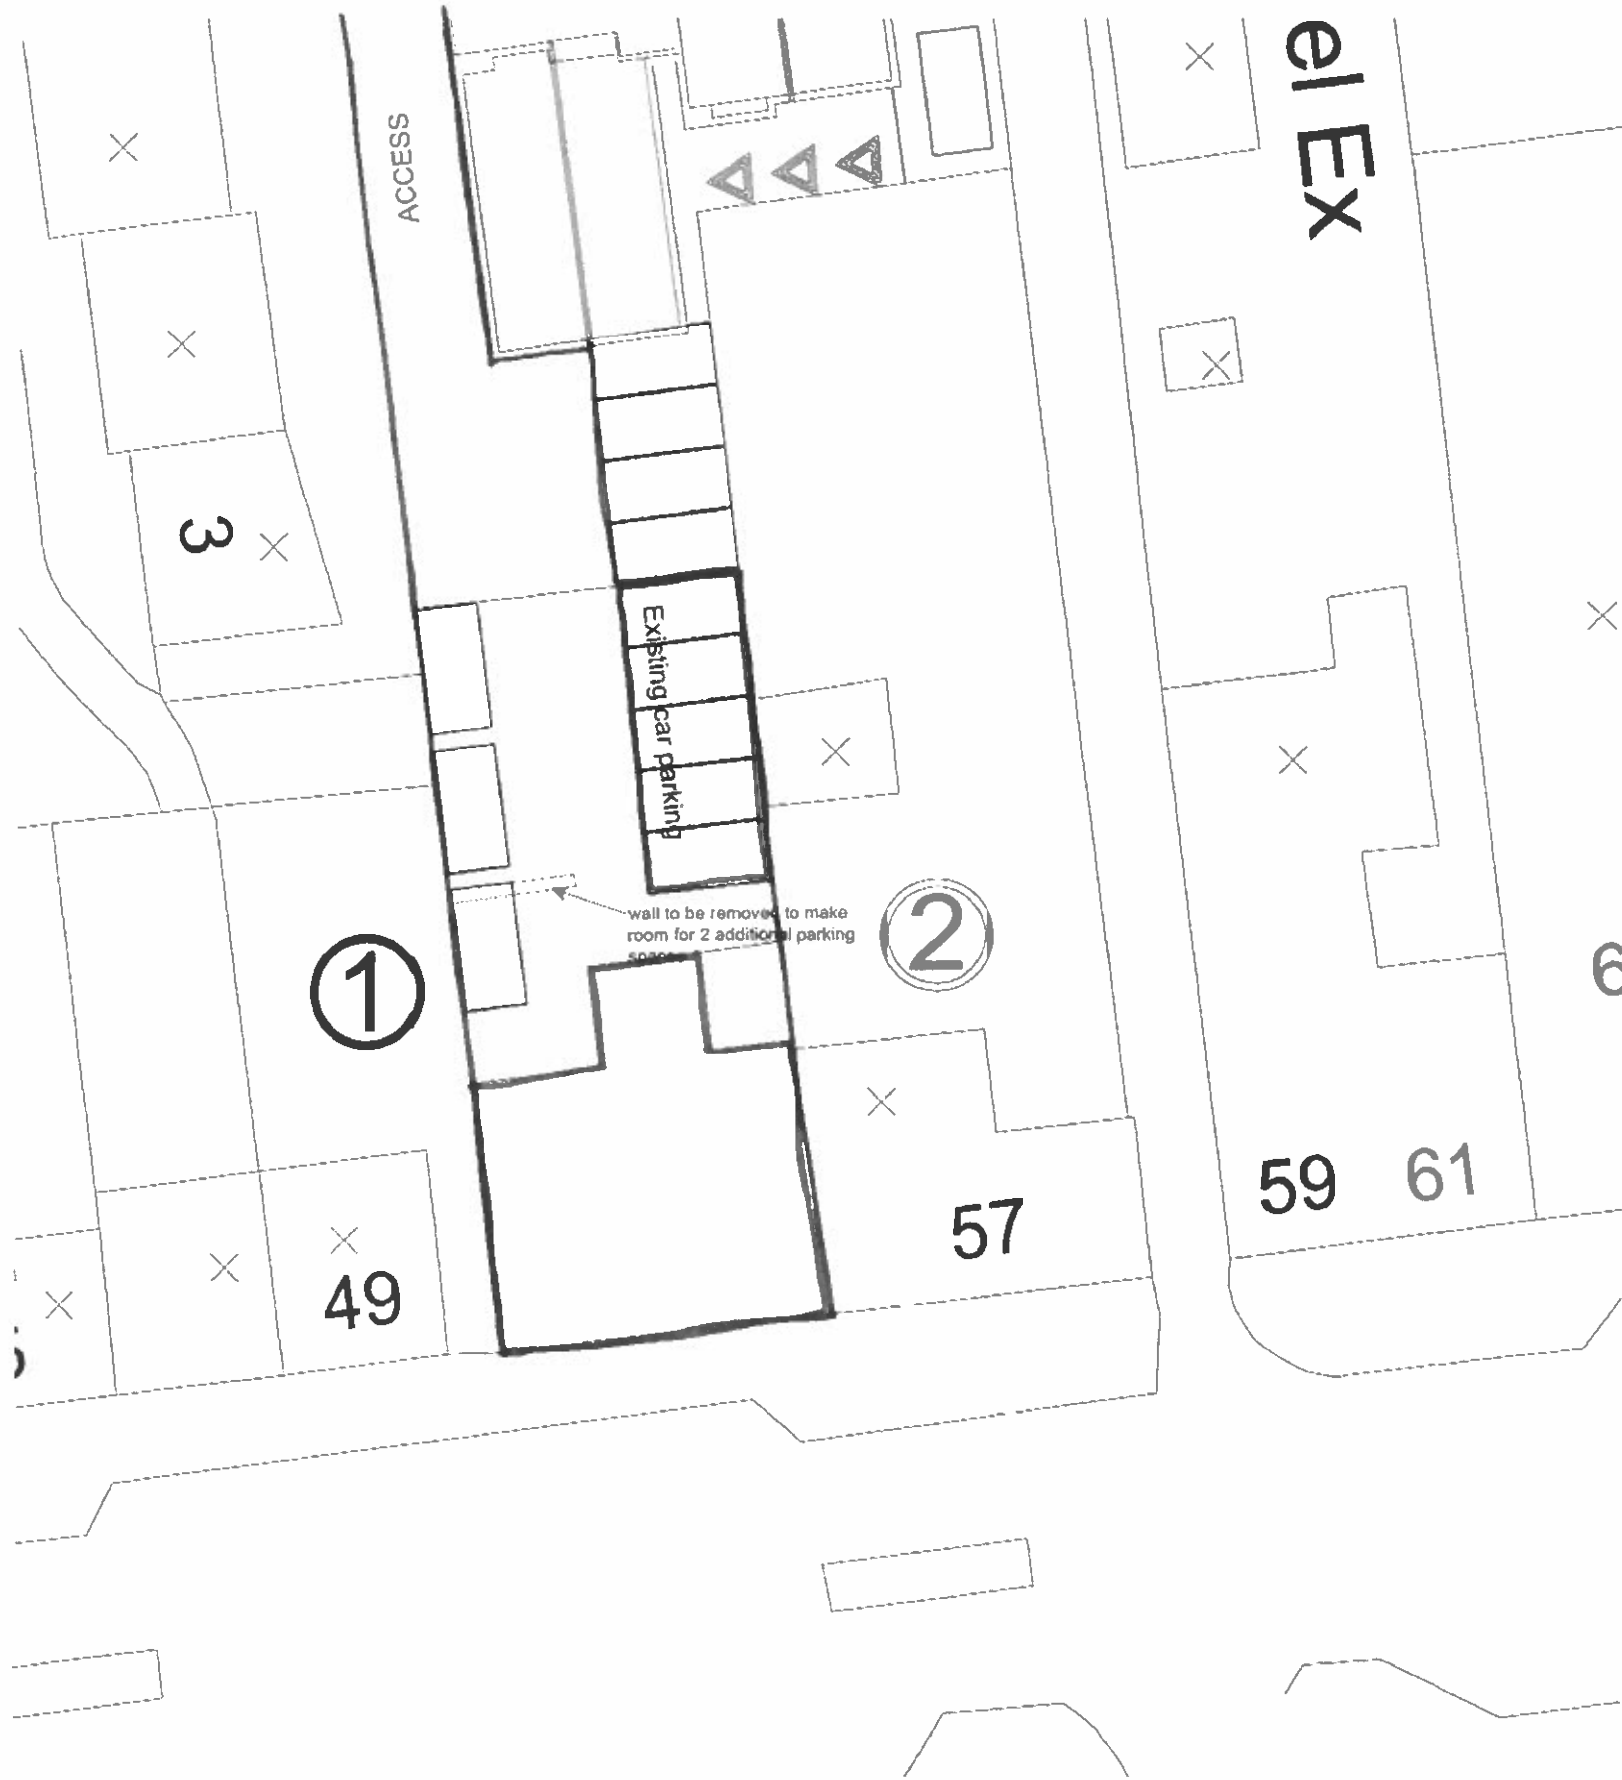 el Ex
ACCESS
3
Existing car parking
wall to be removed to make
room for 2 additional parking
1
2
6
59
61
57
49